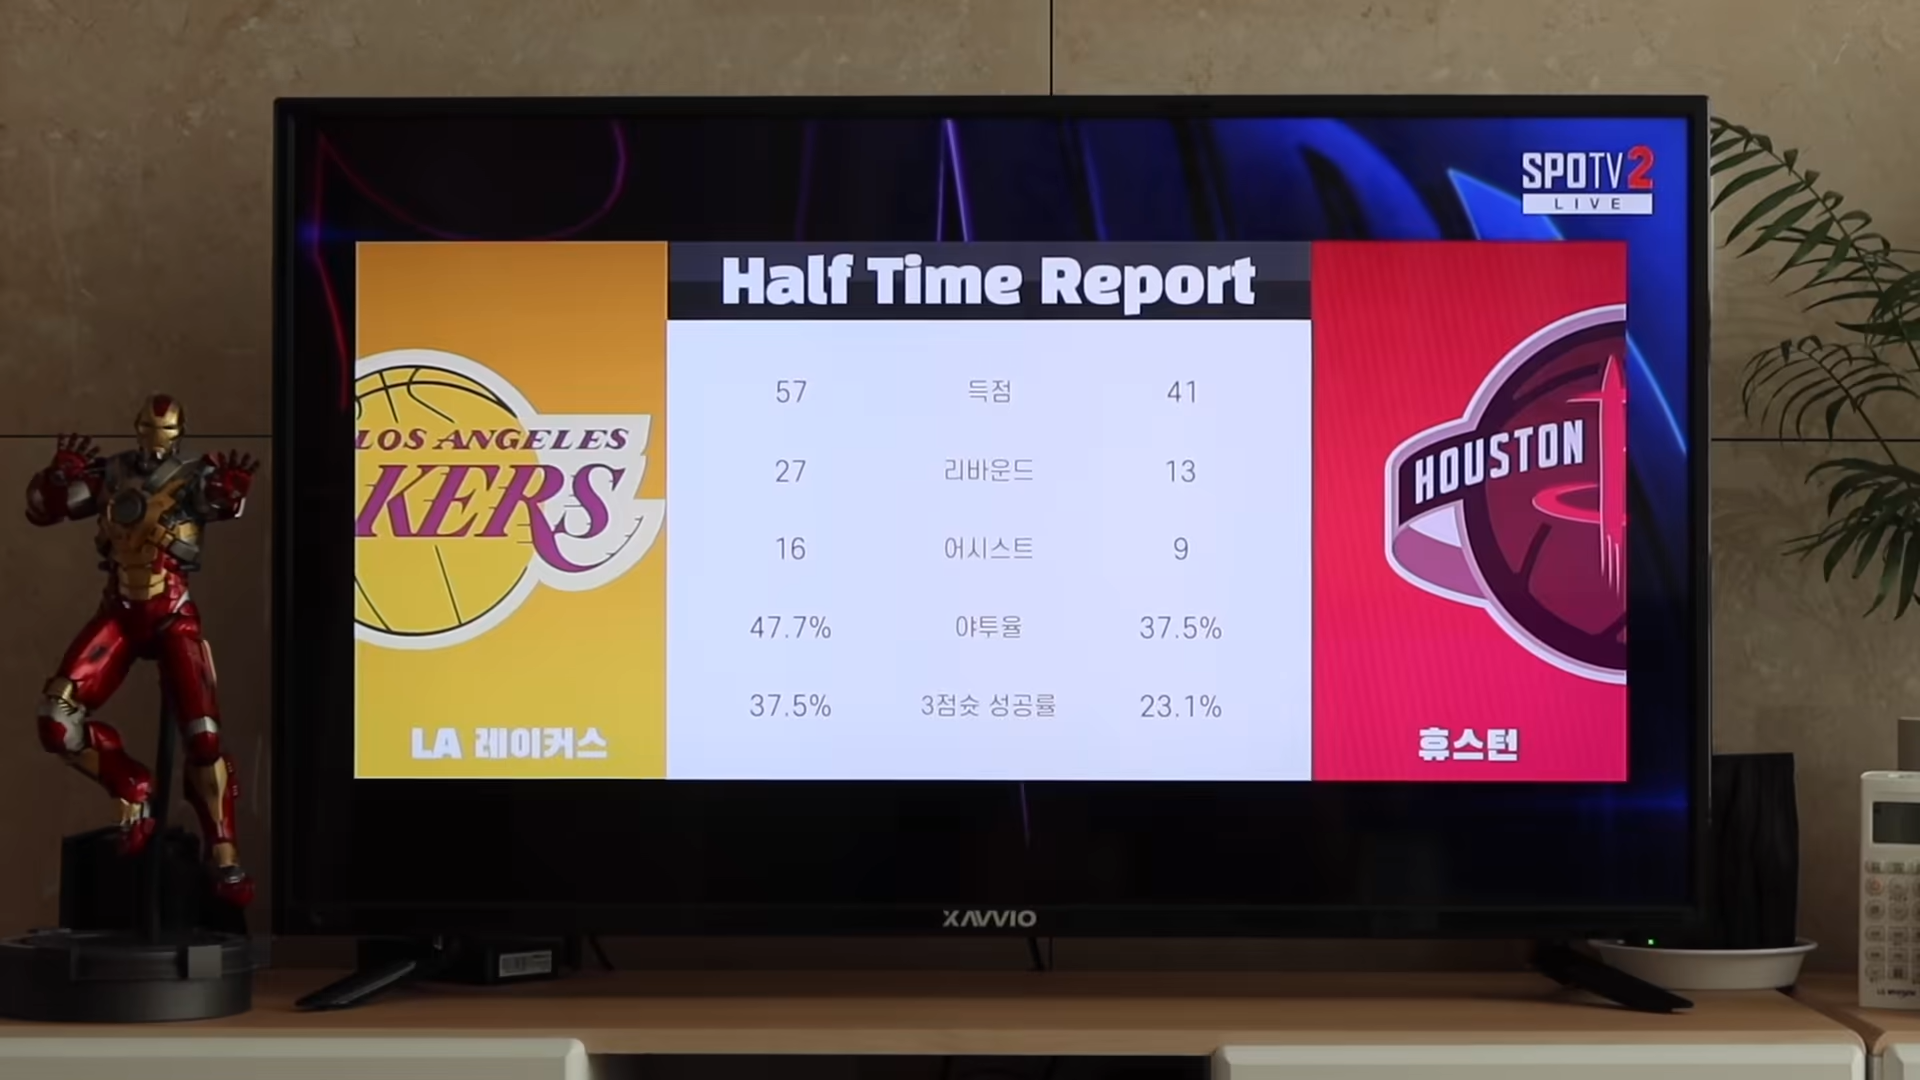 SPOTV2
LIVE
Half Time Report
57 득점 41
27 리바운드 13
16 어시스트 9
47.7% 야투율 37.5%
37.5% 3점슛 성공률 23.1%
LOS ANGELES
KERS
LA 레이커스
HOUSTON
휴스턴
XAVVIO